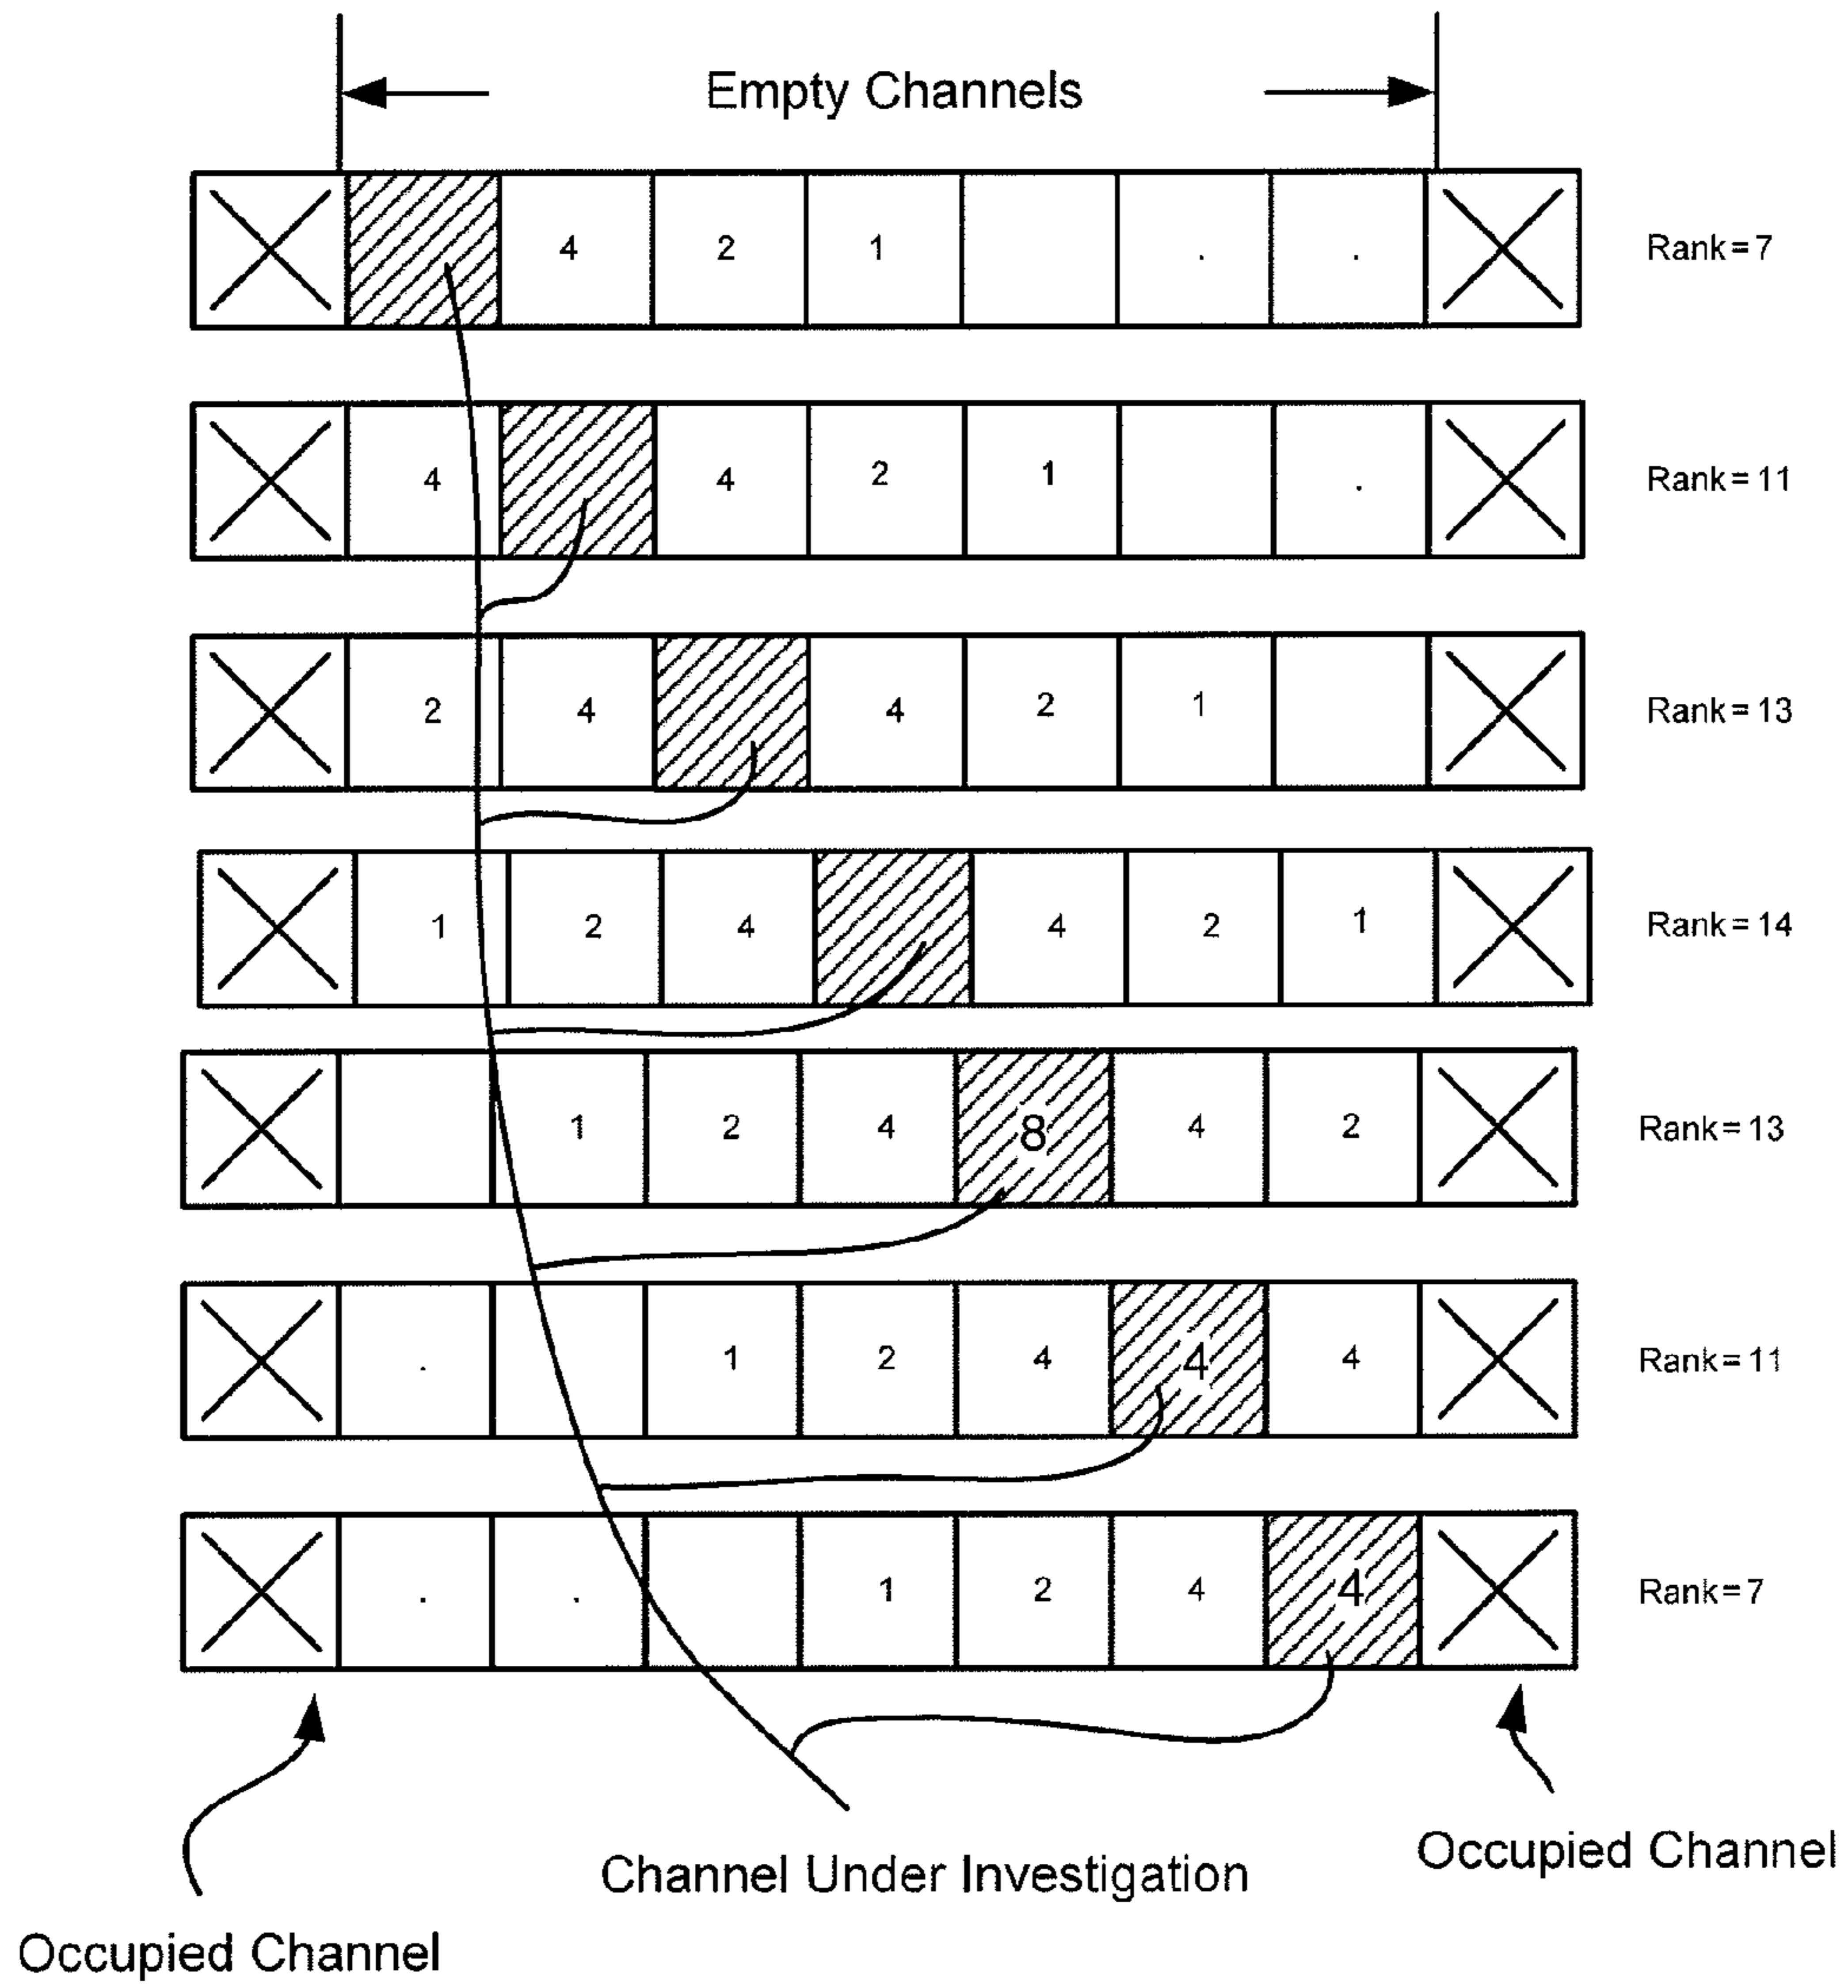 Empty Channels
4 2 1 . . Rank=7
4 4 2 1 . Rank=11
2 4 4 2 1 Rank=13
1 2 4 4 2 1 Rank=14
1 2 4 8 4 2 Rank=13
. 1 2 4 4 4 Rank=11
. . 1 2 4 4 Rank=7
Occupied Channel
Channel Under Investigation
Occupied Channel